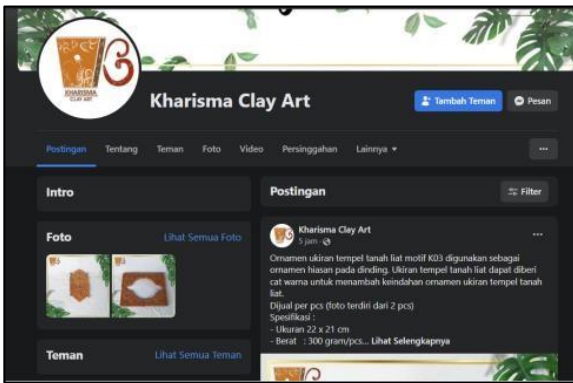 KHARISMA
CLAY ART
Kharisma Clay Art
Tambah Teman
Pesan
Postingan Tentang Teman Foto Video Persinggahan Lainnya
Intro
Foto Lihat Semua Foto
Teman Lihat Semua Teman
Postingan Filter
Kharisma Clay Art
5 jam
Ornamen ukiran tempel tanah liat motif K03 digunakan sebagai
ornamen hiasan pada dinding. Ukiran tempel tanah liat dapat diberi
cat warna untuk menambah keindahan ornamen ukiran tempel tanah
liat.
Dijual per pcs (foto terdiri dari 2 pcs)
Spesifikasi :
- Ukuran 22 x 21 cm
- Berat : 300 gram/pcs... Lihat Selengkapnya